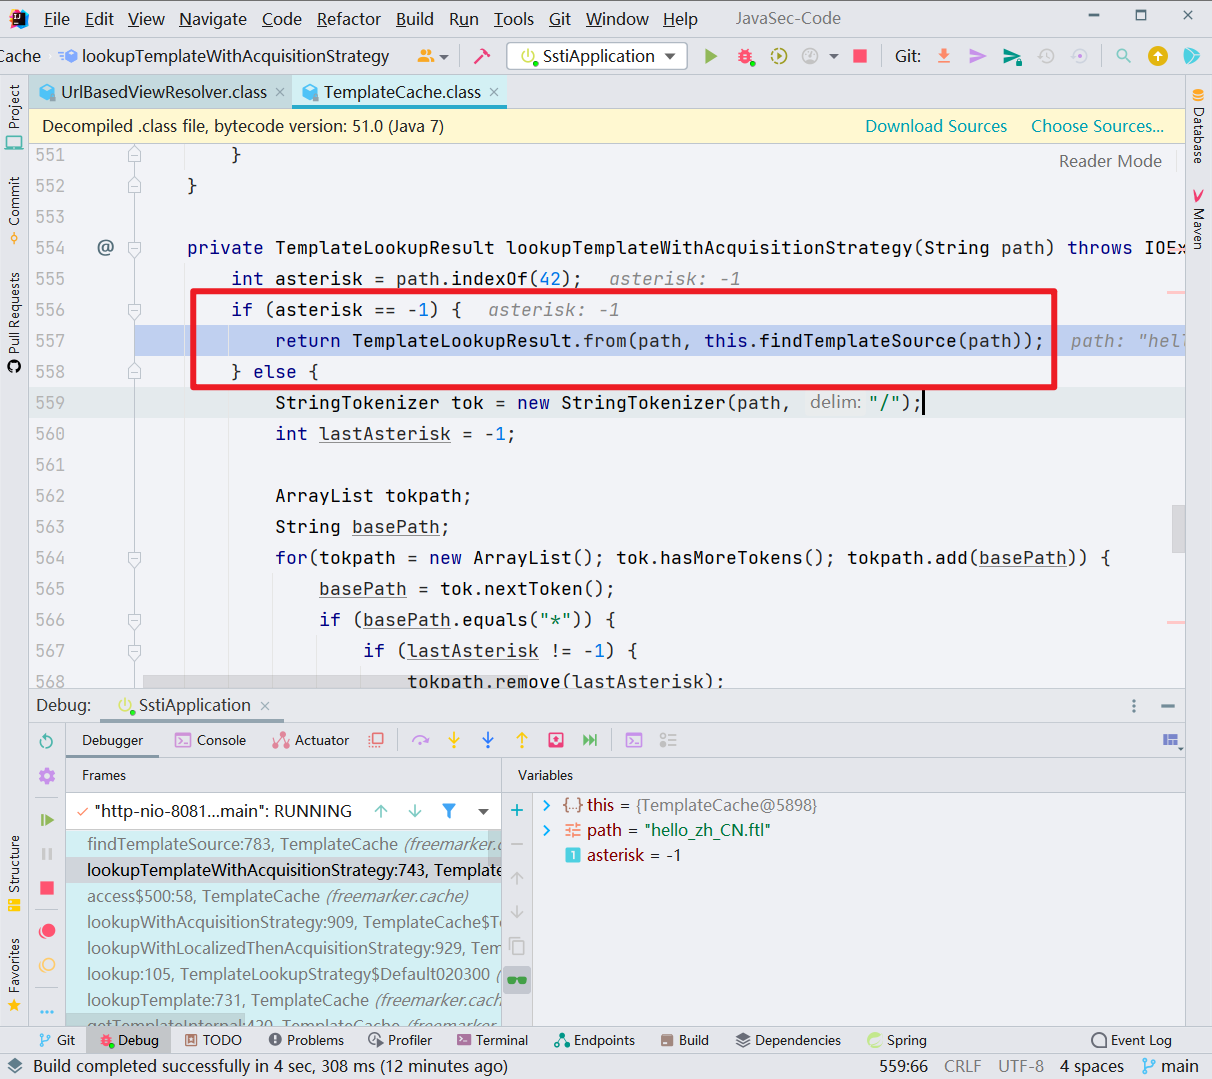 File Edit View Navigate Code Refactor Build Run Tools Git Window Help JavaSec-Code
Cache lookupTemplateWithAcquisitionStrategy SstiApplication Git:
UrlBasedViewResolver.class TemplateCache.class
Decompiled .class file, bytecode version: 51.0 (Java 7) Download Sources Choose Sources...
Reader Mode
551 }
552 }
553
554 @ private TemplateLookupResult lookupTemplateWithAcquisitionStrategy(String path) throws IOEx
555 int asterisk = path.indexOf(42); asterisk: -1
556 if (asterisk == -1) { asterisk: -1
557 return TemplateLookupResult.from(path, this.findTemplateSource(path)); path: "hell
558 } else {
559 StringTokenizer tok = new StringTokenizer(path, delim: "/");
560 int lastAsterisk = -1;
561
562 ArrayList tokpath;
563 String basePath;
564 for(tokpath = new ArrayList(); tok.hasMoreTokens(); tokpath.add(basePath)) {
565 basePath = tok.nextToken();
566 if (basePath.equals("*")) {
567 if (lastAsterisk != -1) {
568 tokpath.remove(lastAsterisk);
Project
Commit
Pull Requests
Structure
Favorites
Database
Maven
Debug: SstiApplication
Debugger Console Actuator
Frames
Variables
"http-nio-8081...main": RUNNING
findTemplateSource:783, TemplateCache (freemarker.c
lookupTemplateWithAcquisitionStrategy:743, Template
access$500:58, TemplateCache (freemarker.cache)
lookupWithAcquisitionStrategy:909, TemplateCache$Te
lookupWithLocalizedThenAcquisitionStrategy:929, Tem
lookup:105, TemplateLookupStrategy$Default020300 (
lookupTemplate:731, TemplateCache (freemarker.cach
getTemplateInternal:420, TemplateCache (freemarker.
this = {TemplateCache@5898}
path = "hello_zh_CN.ftl"
asterisk = -1
Git Debug TODO Problems Profiler Terminal Endpoints Build Dependencies Spring Event Log
Build completed successfully in 4 sec, 308 ms (12 minutes ago) 559:66 CRLF UTF-8 4 spaces main